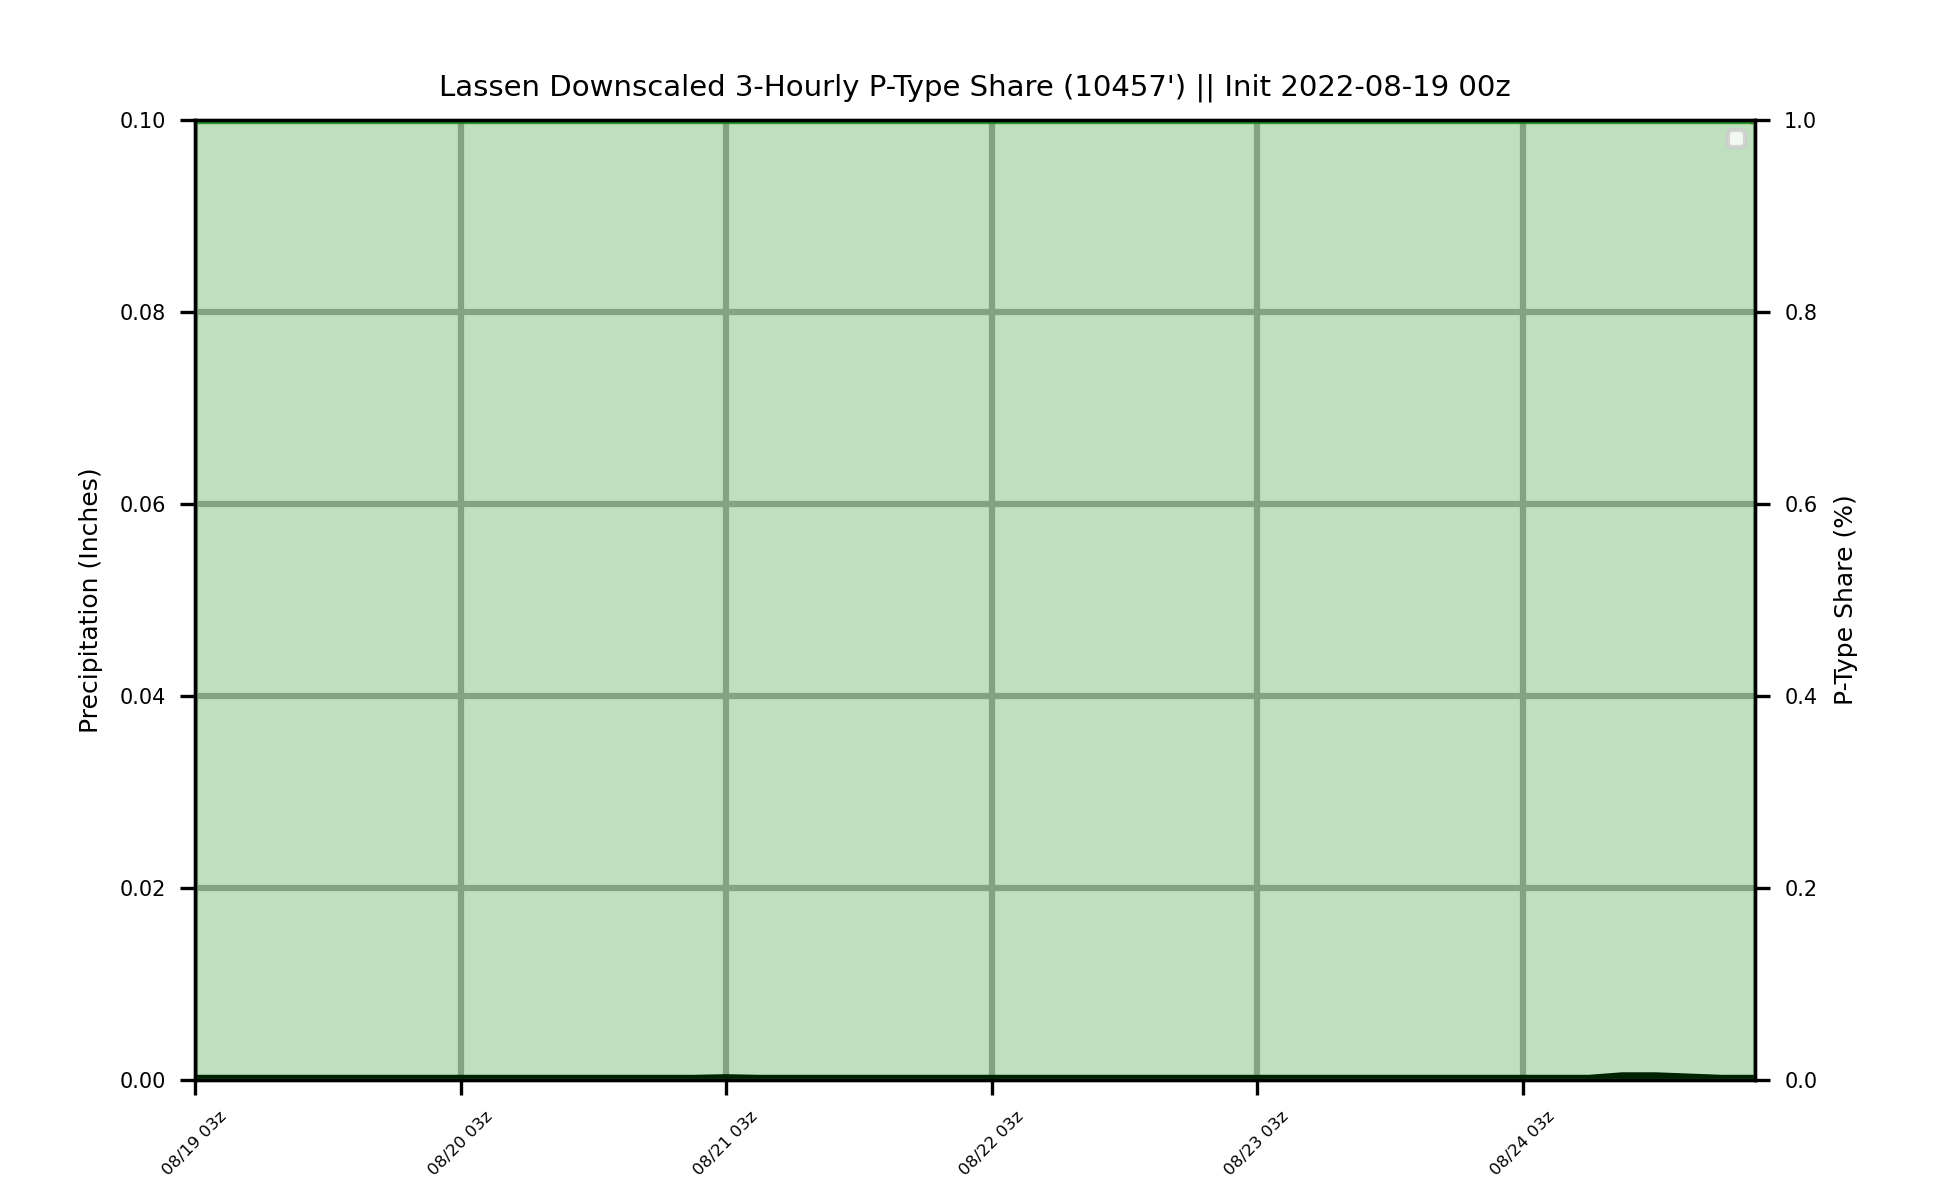 Lassen Downscaled 3-Hourly P-Type Share (10457') || Init 2022-08-19 00z
Precipitation (Inches)
0.10
0.08
0.06
0.04
0.02
0.00
1.0
0.8
0.6
0.4
0.2
0.0
P-Type Share (%)
08/19 03z
08/20 03z
08/21 03z
08/22 03z
08/23 03z
08/24 03z